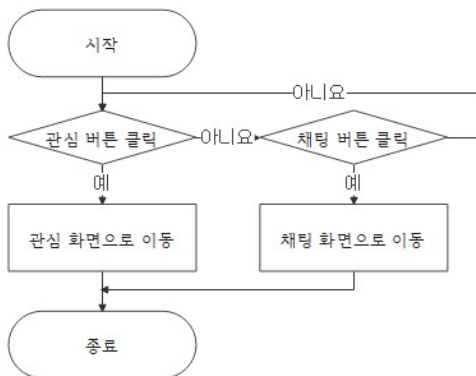 시작
아니요
관심 버튼 클릭
아니요
채팅 버튼 클릭
예
예
관심 화면으로 이동
채팅 화면으로 이동
종료